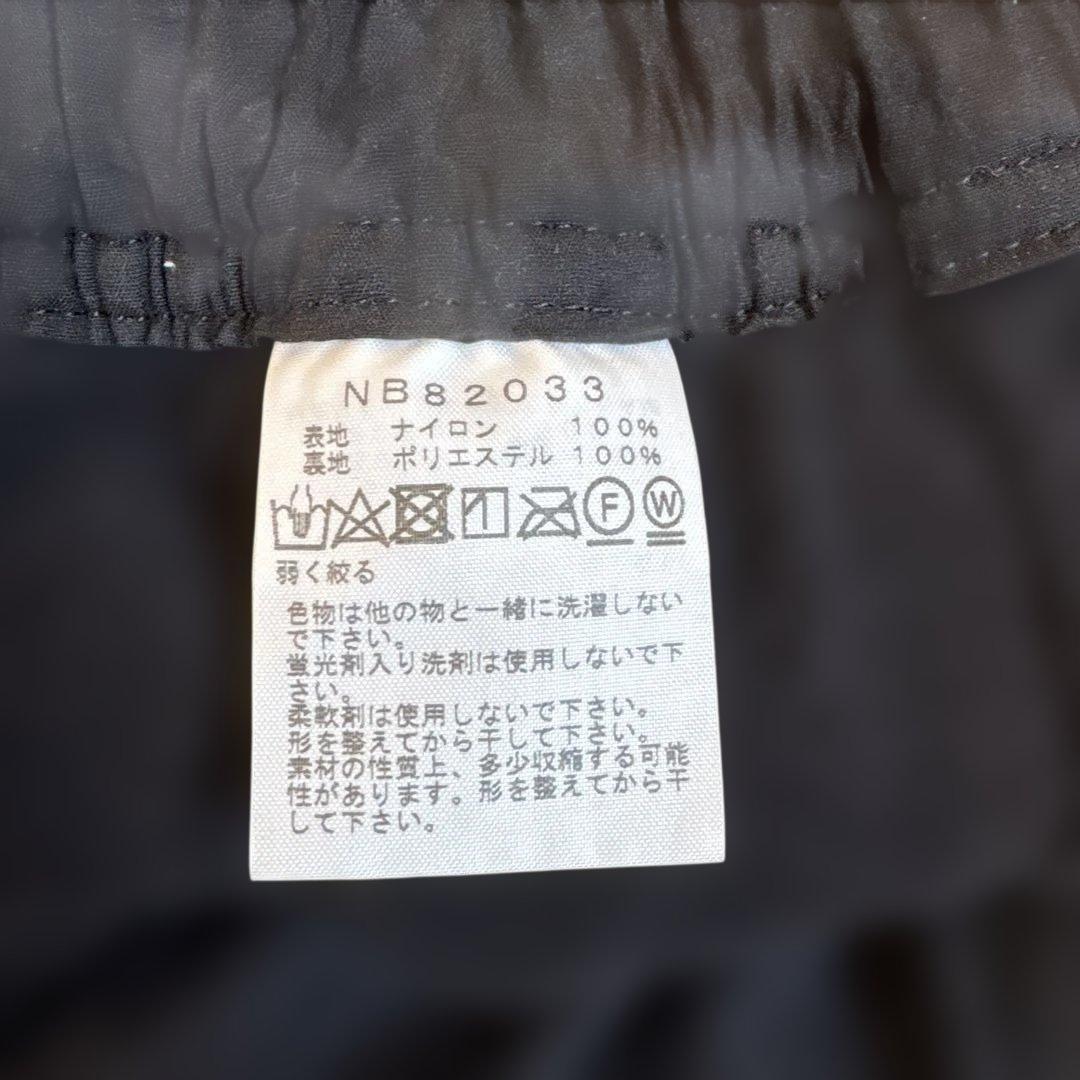 NB82033
表地 ナイロン 100%
裏地 ポリエステル 100%
F W
弱く絞る
色物は他の物と一緒に洗濯しない
で下さい。
蛍光剤入り洗剤は使用しないで下
さい。
柔軟剤は使用しないで下さい。
形を整えてから干して下さい。
素材の性質上、多少収縮する可能
性があります。形を整えてから干
して下さい。